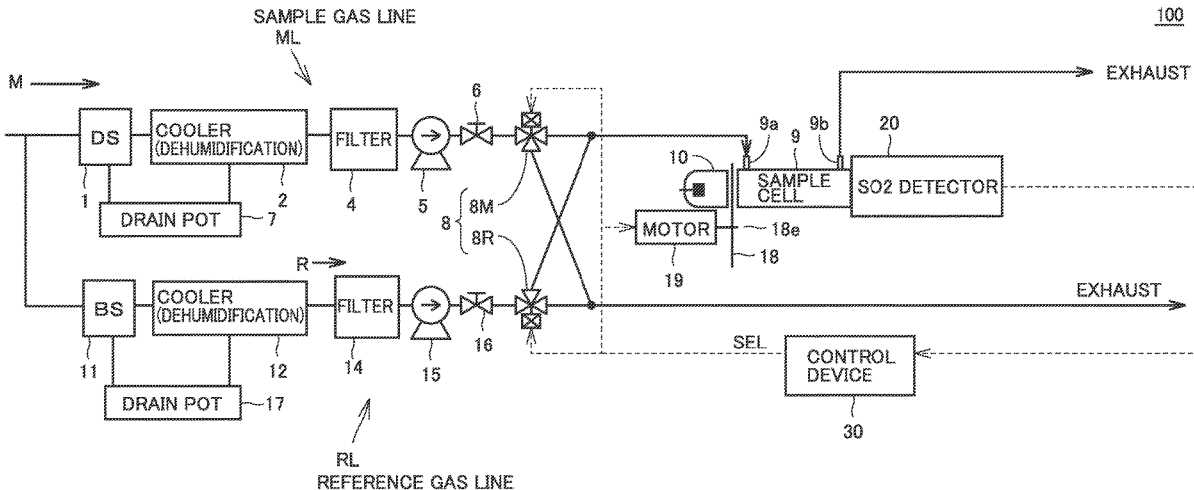 100
SAMPLE GAS LINE
ML
M
EXHAUST
6
DS
COOLER
(DEHUMIDIFICATION)
FILTER
9a
9
9b
20
10
SAMPLE
CELL
SO2 DETECTOR
1
2
4
5
DRAIN POT
7
8
8M
8R
MOTOR
18e
19
18
R
BS
COOLER
(DEHUMIDIFICATION)
FILTER
EXHAUST
16
11
12
14
15
SEL
CONTROL
DEVICE
DRAIN POT
17
30
RL
REFERENCE GAS LINE